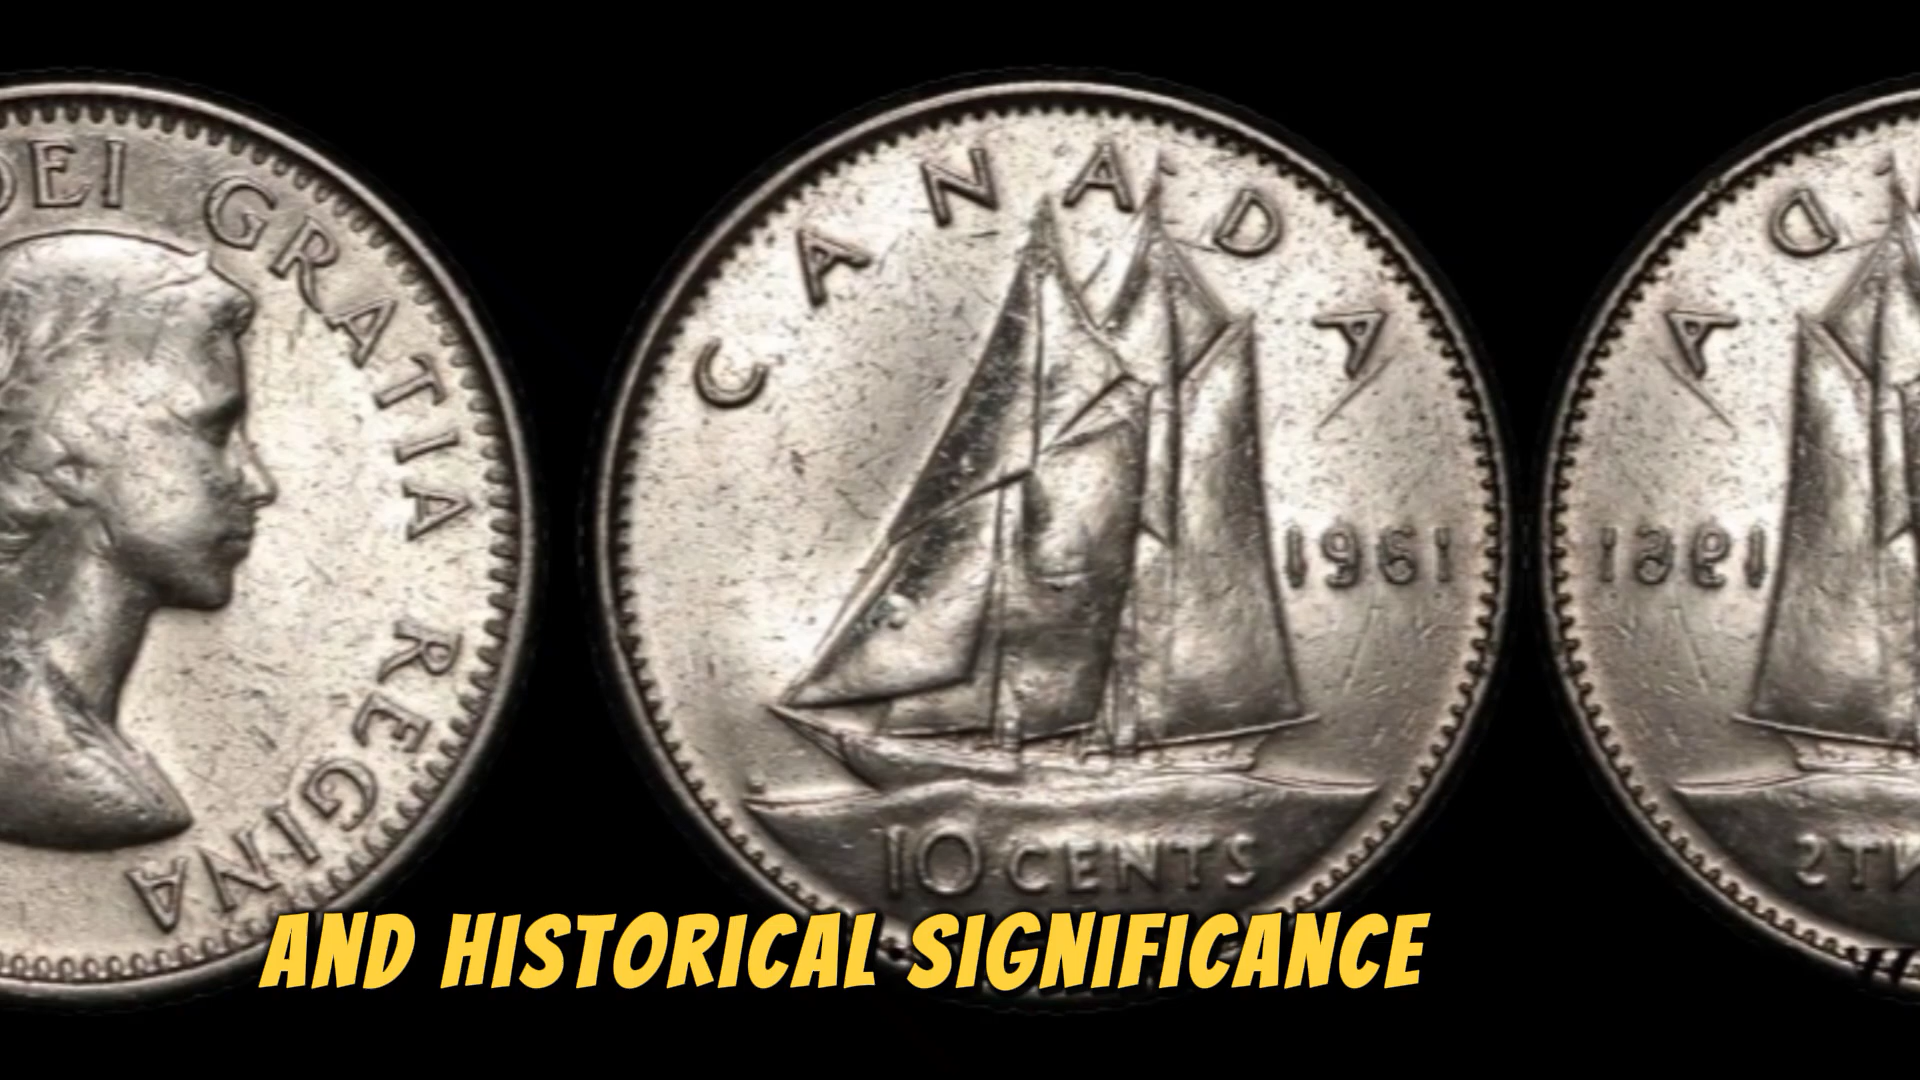 DEI GRATIA REGINA
CANADA
1961
10 CENTS
AND HISTORICAL SIGNIFICANCE